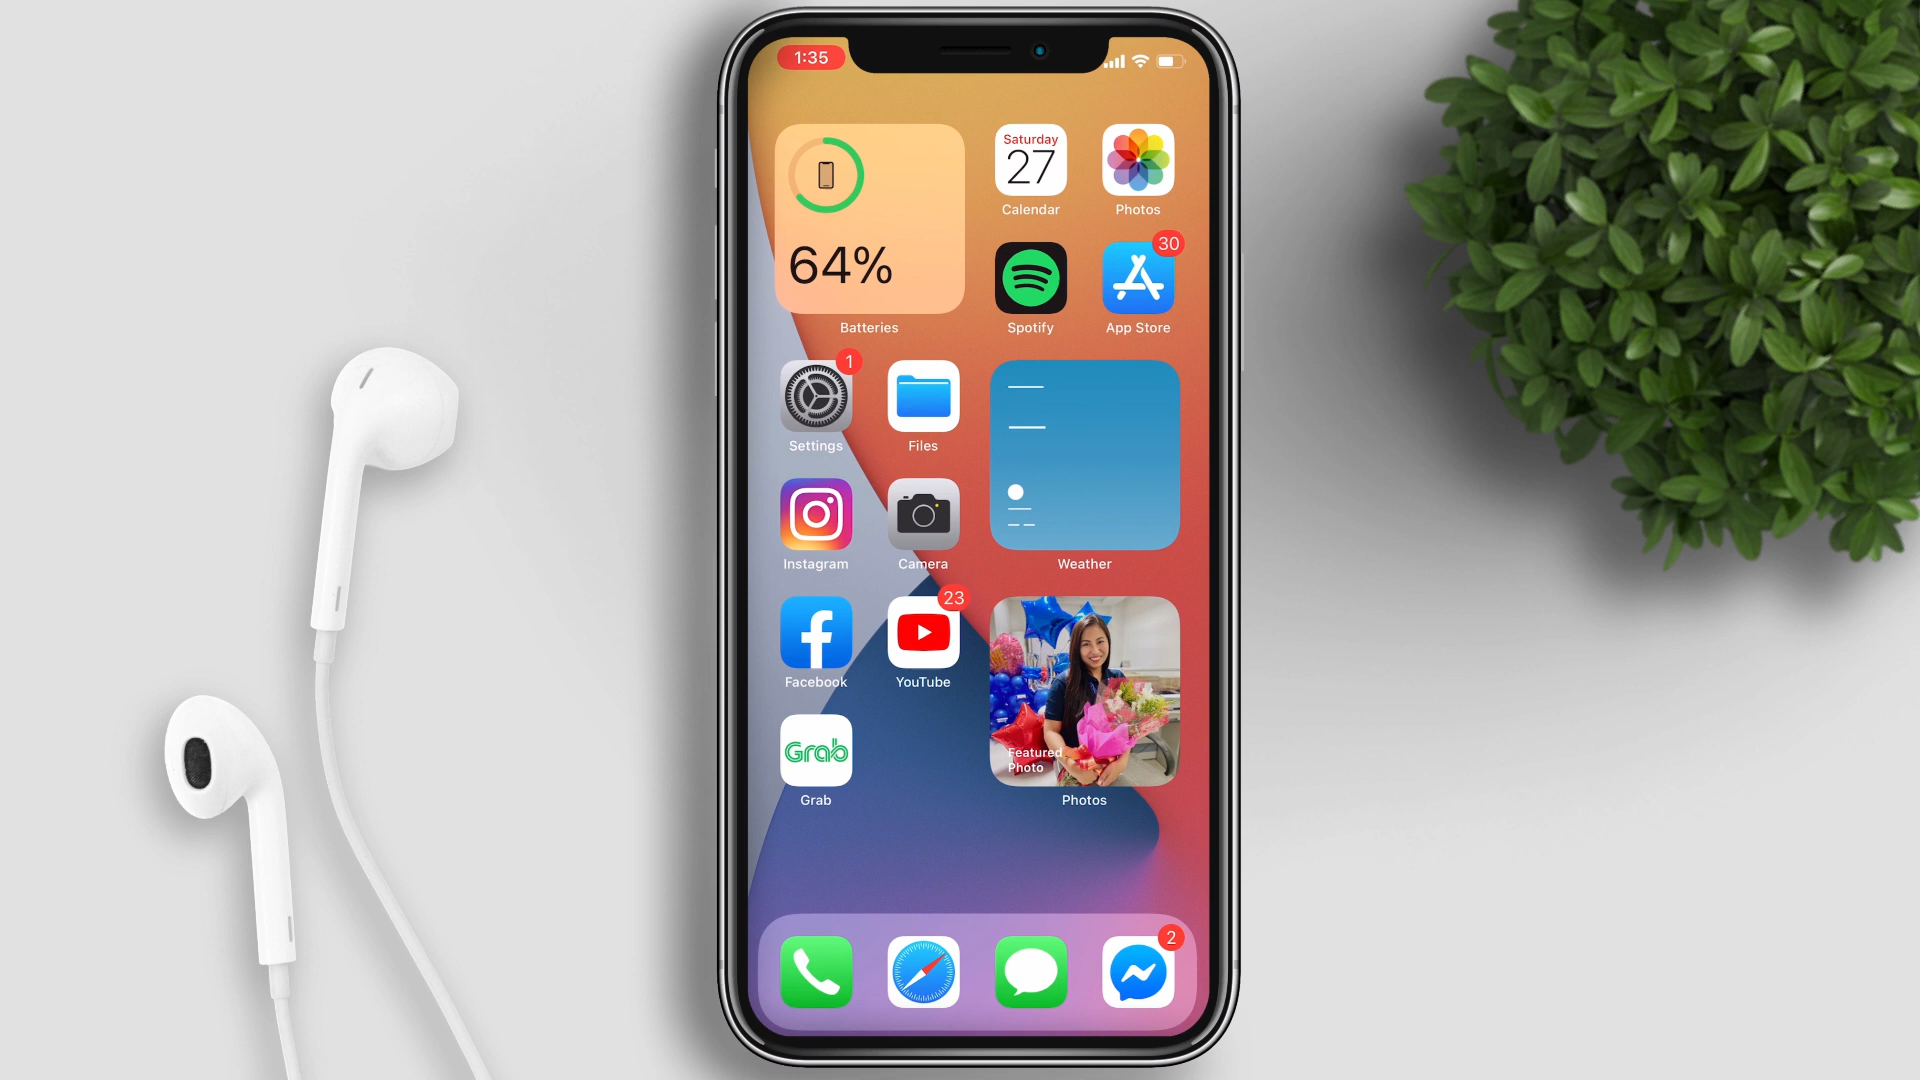 1:35
64%
Batteries
Saturday
27
Calendar
Photos
Spotify
30
App Store
1
Settings
Files
Weather
Instagram
Camera
Facebook
23
YouTube
Featured
Photo
Photos
Grab
Grab
2